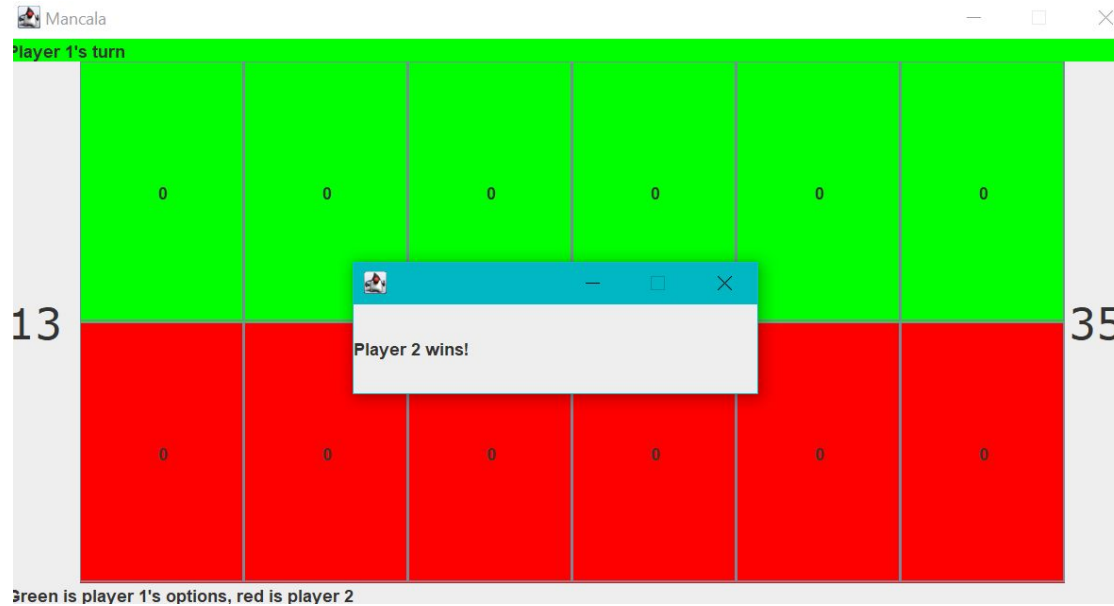 Mancala
Player 1's turn
0 0 0 0 0 0
13
35
Player 2 wins!
0 0 0 0 0 0
Green is player 1's options, red is player 2